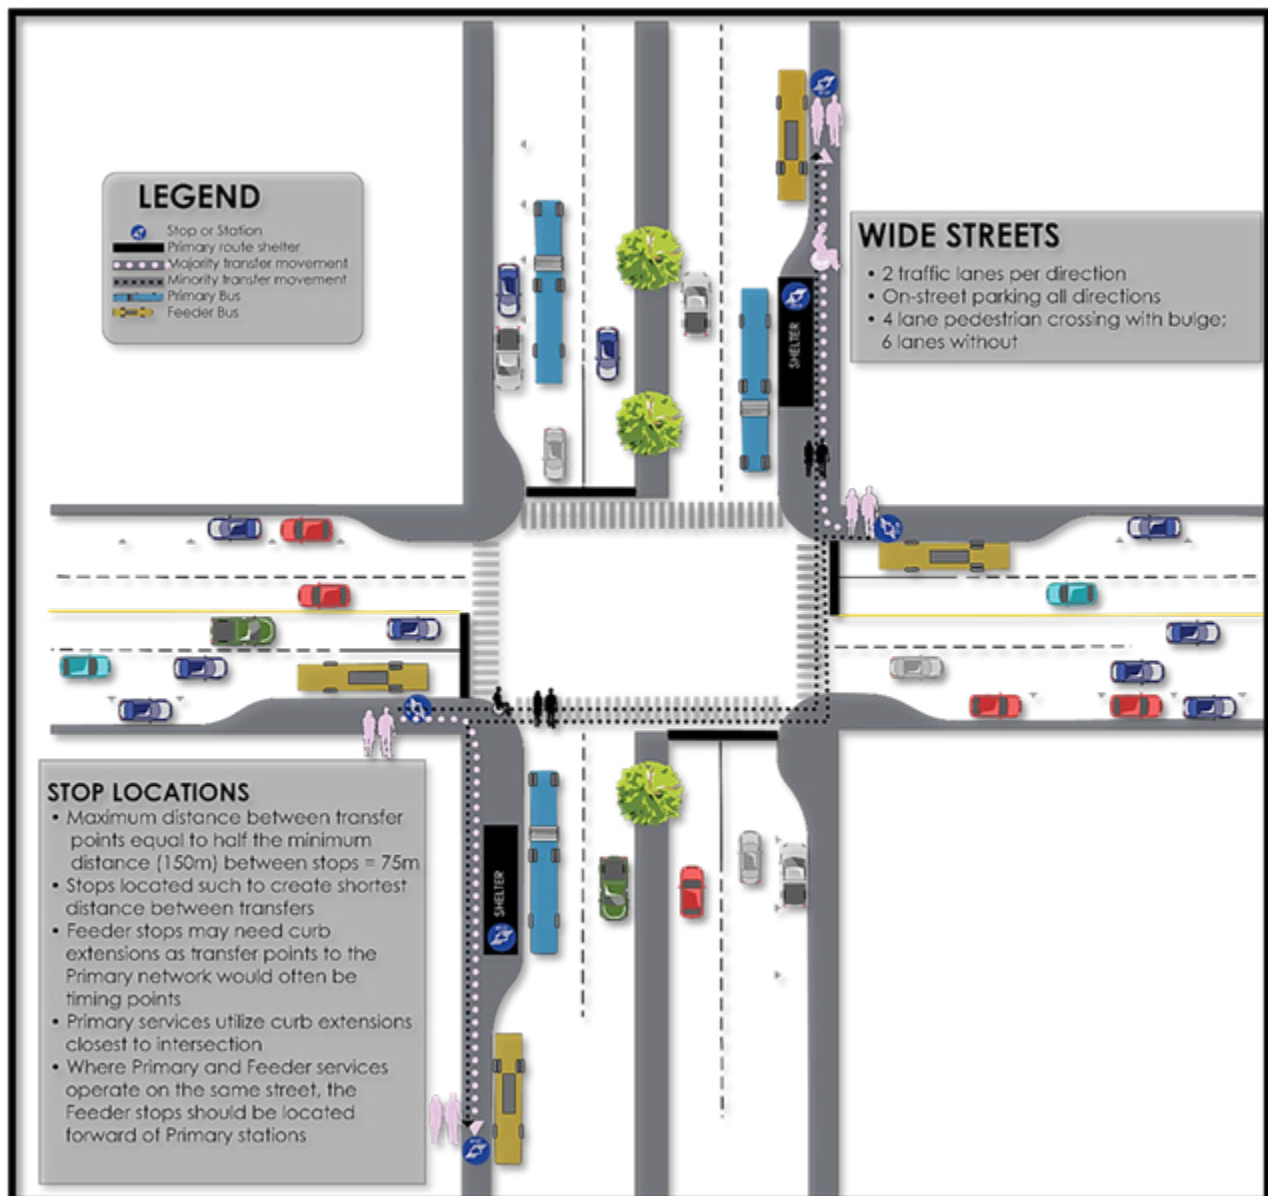 LEGEND
Stop or Station
Primary route shelter
Majority transfer movement
Minority transfer movement
Primary Bus
Feeder Bus
WIDE STREETS
• 2 traffic lanes per direction
• On-street parking all directions
• 4 lane pedestrian crossing with bulge;
6 lanes without
SHELTER
STOP LOCATIONS
• Maximum distance between transfer
points equal to half the minimum
distance (150m) between stops = 75m
• Stops located such to create shortest
distance between transfers
• Feeder stops may need curb
extensions as transfer points to the
Primary network would often be
timing points
• Primary services utilize curb extensions
closest to intersection
• Where Primary and Feeder services
operate on the same street, the
Feeder stops should be located
forward of Primary stations
SHELTER